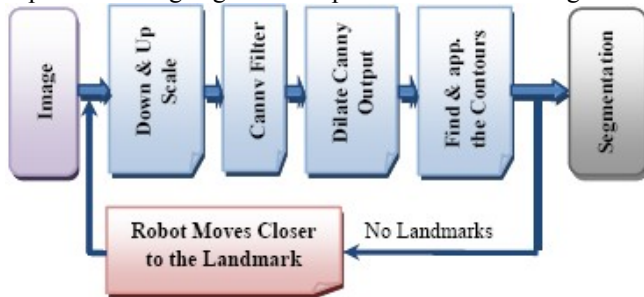 Image
Down & Up
Scale
Canny Filter
Dilate Canny
Output
Find & app.
the Contours
Segmentation
Robot Moves Closer
to the Landmark
No Landmarks